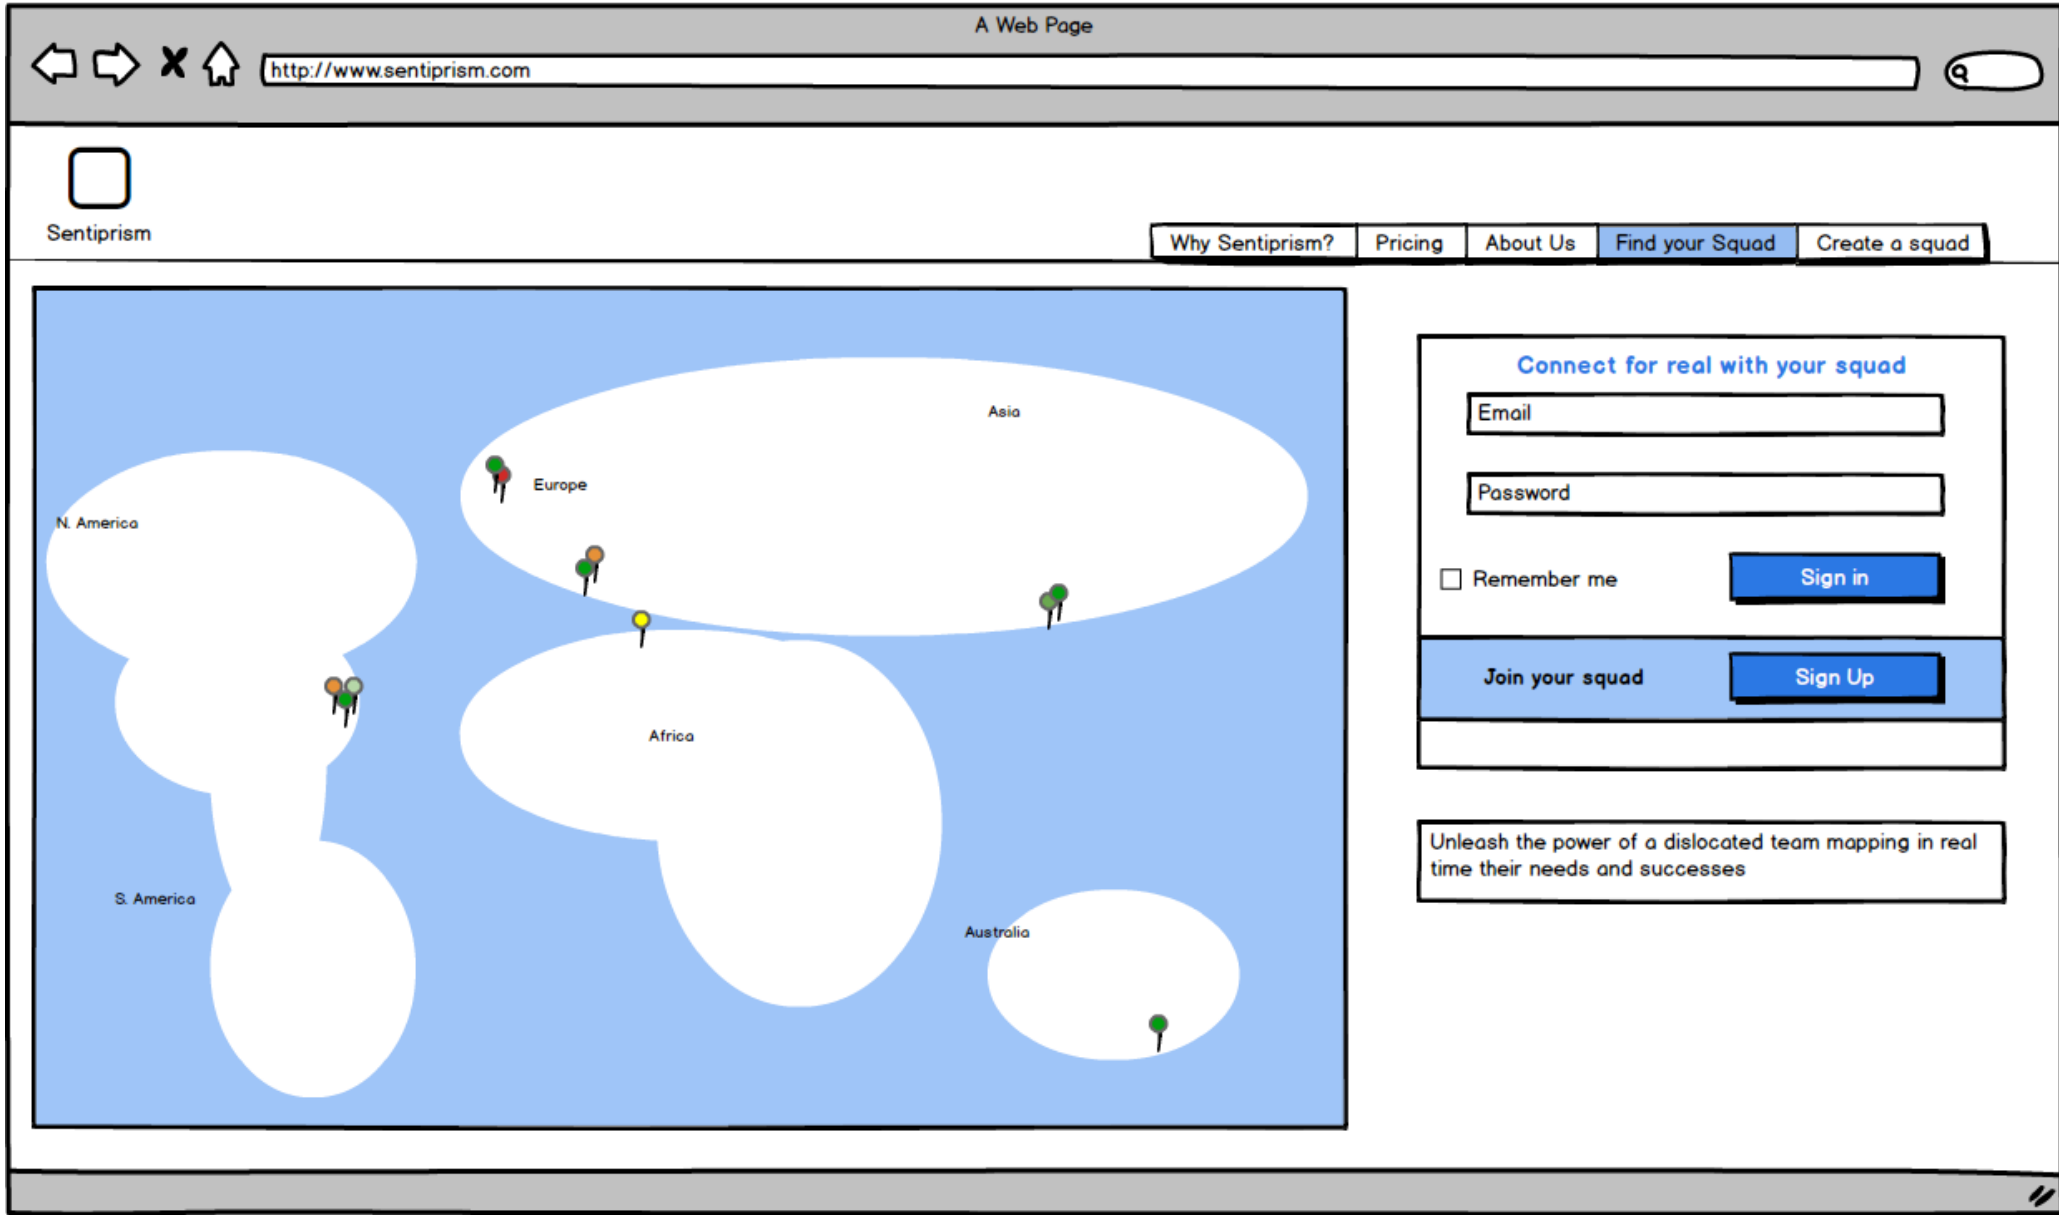 A Web Page
http://www.sentiprism.com
Sentiprism
Why Sentiprism? Pricing About Us Find your Squad Create a squad
Asia
Europe
N. America
Africa
S. America
Australia
Connect for real with your squad
Email
Password
Remember me Sign in
Join your squad Sign Up
Unleash the power of a dislocated team mapping in real
time their needs and successes